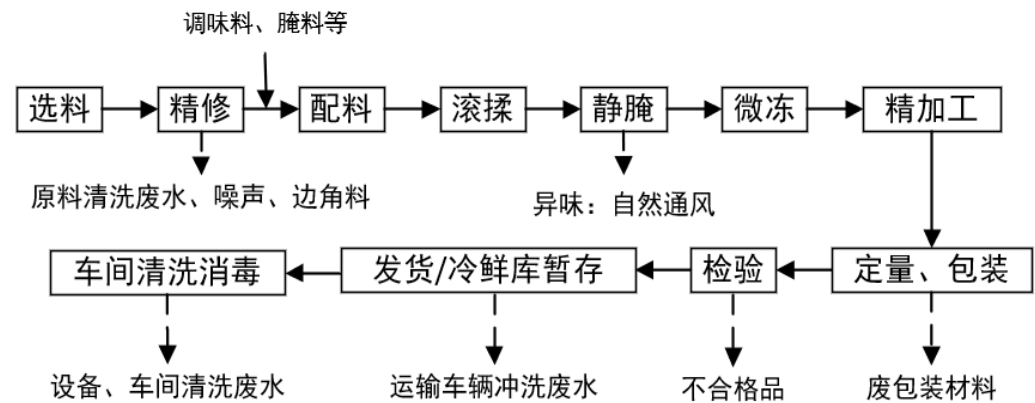 调味料、腌料等
选料
精修
配料
滚揉
静腌
微冻
精加工
原料清洗废水、噪声、边角料
异味：自然通风
车间清洗消毒
发货/冷鲜库暂存
检验
定量、包装
设备、车间清洗废水
运输车辆冲洗废水
不合格品
废包装材料